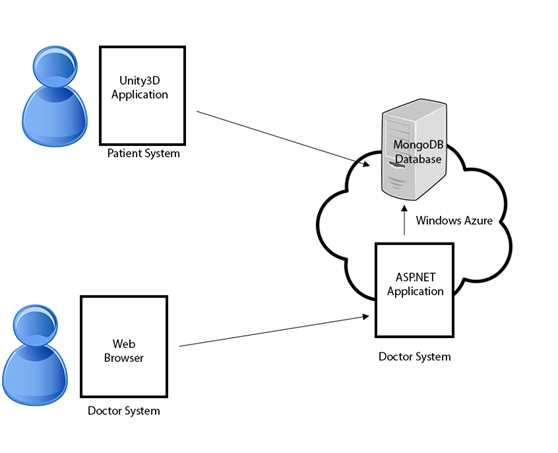 Unity3D
Application
Patient System
MongoDB
Database
Windows Azure
ASP.NET
Application
Doctor System
Web
Browser
Doctor System